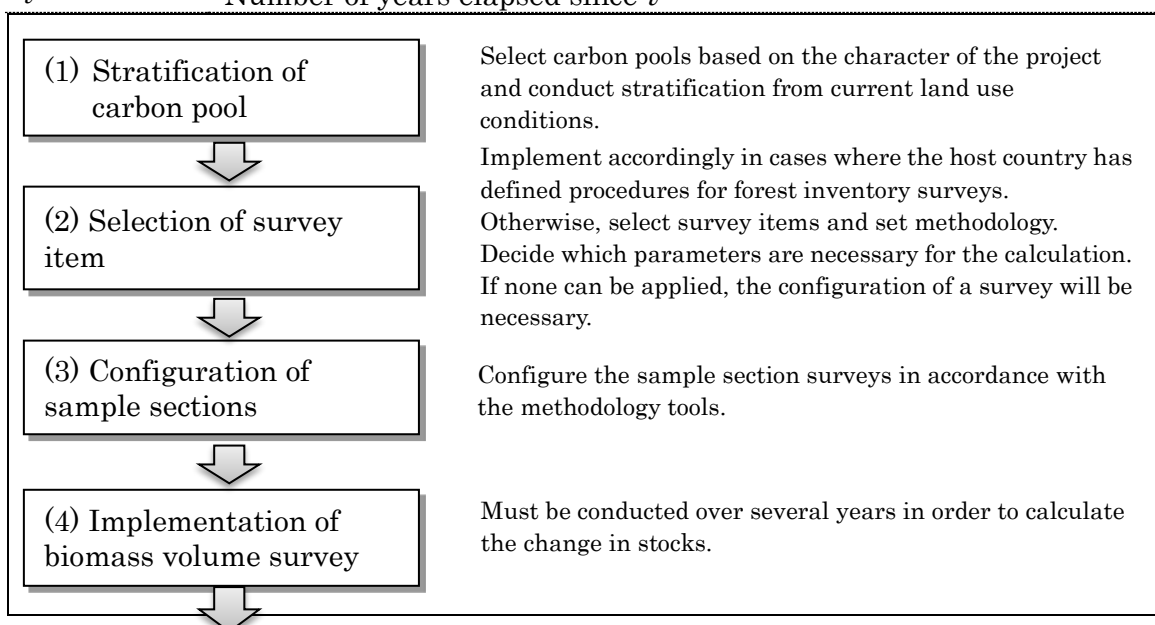 Number of years elapsed since t
(1) Stratification of
carbon pool
Select carbon pools based on the character of the project
and conduct stratification from current land use
conditions.
(2) Selection of survey
item
Implement accordingly in cases where the host country has
defined procedures for forest inventory surveys.
Otherwise, select survey items and set methodology.
Decide which parameters are necessary for the calculation.
If none can be applied, the configuration of a survey will be
necessary.
(3) Configuration of
sample sections
Configure the sample section surveys in accordance with
the methodology tools.
(4) Implementation of
biomass volume survey
Must be conducted over several years in order to calculate
the change in stocks.